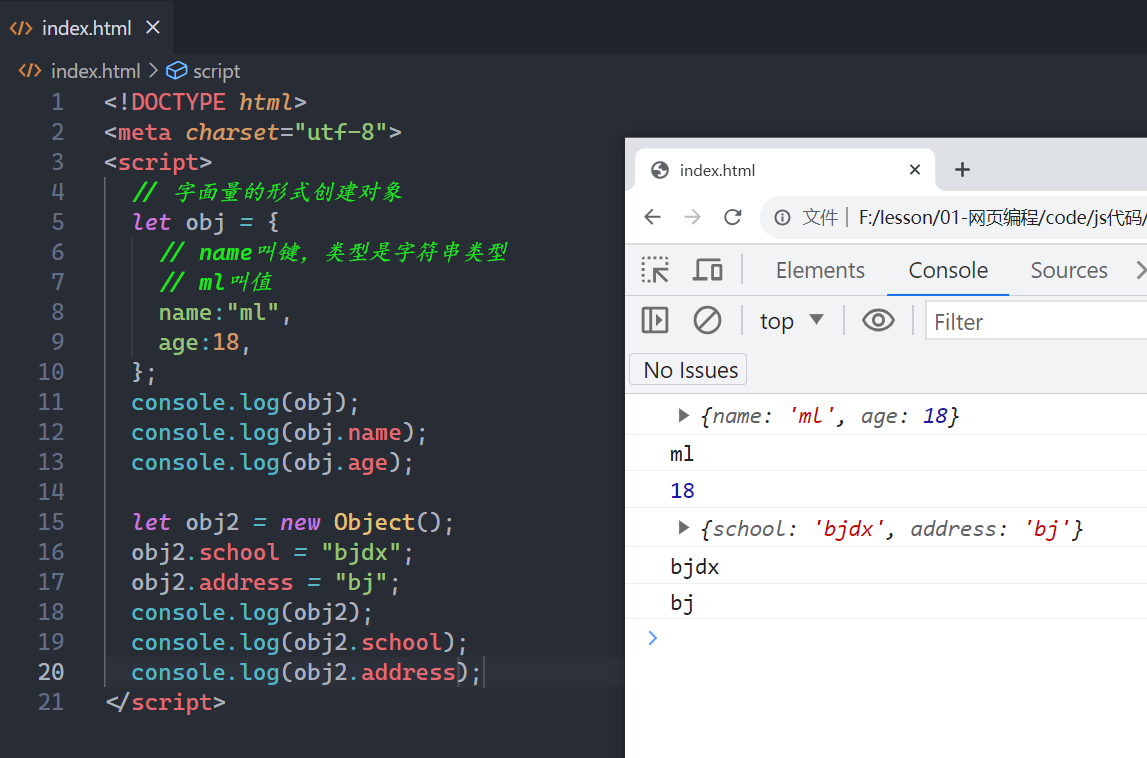 index.html
index.html > script
1 <!DOCTYPE html>
2 <meta charset="utf-8">
3 <script>
4 // 字面量的形式创建对象
5 let obj = {
6 // name叫键，类型是字符串类型
7 // ml叫值
8 name:"ml",
9 age:18,
10 };
11 console.log(obj);
12 console.log(obj.name);
13 console.log(obj.age);
14
15 let obj2 = new Object();
16 obj2.school = "bjdx";
17 obj2.address = "bj";
18 console.log(obj2);
19 console.log(obj2.school);
20 console.log(obj2.address);
21 </script>
index.html
文件 | F:/lesson/01-网页编程/code/js代码/
Elements Console Sources
top Filter
No Issues
{name: 'ml', age: 18}
ml
18
{school: 'bjdx', address: 'bj'}
bjdx
bj